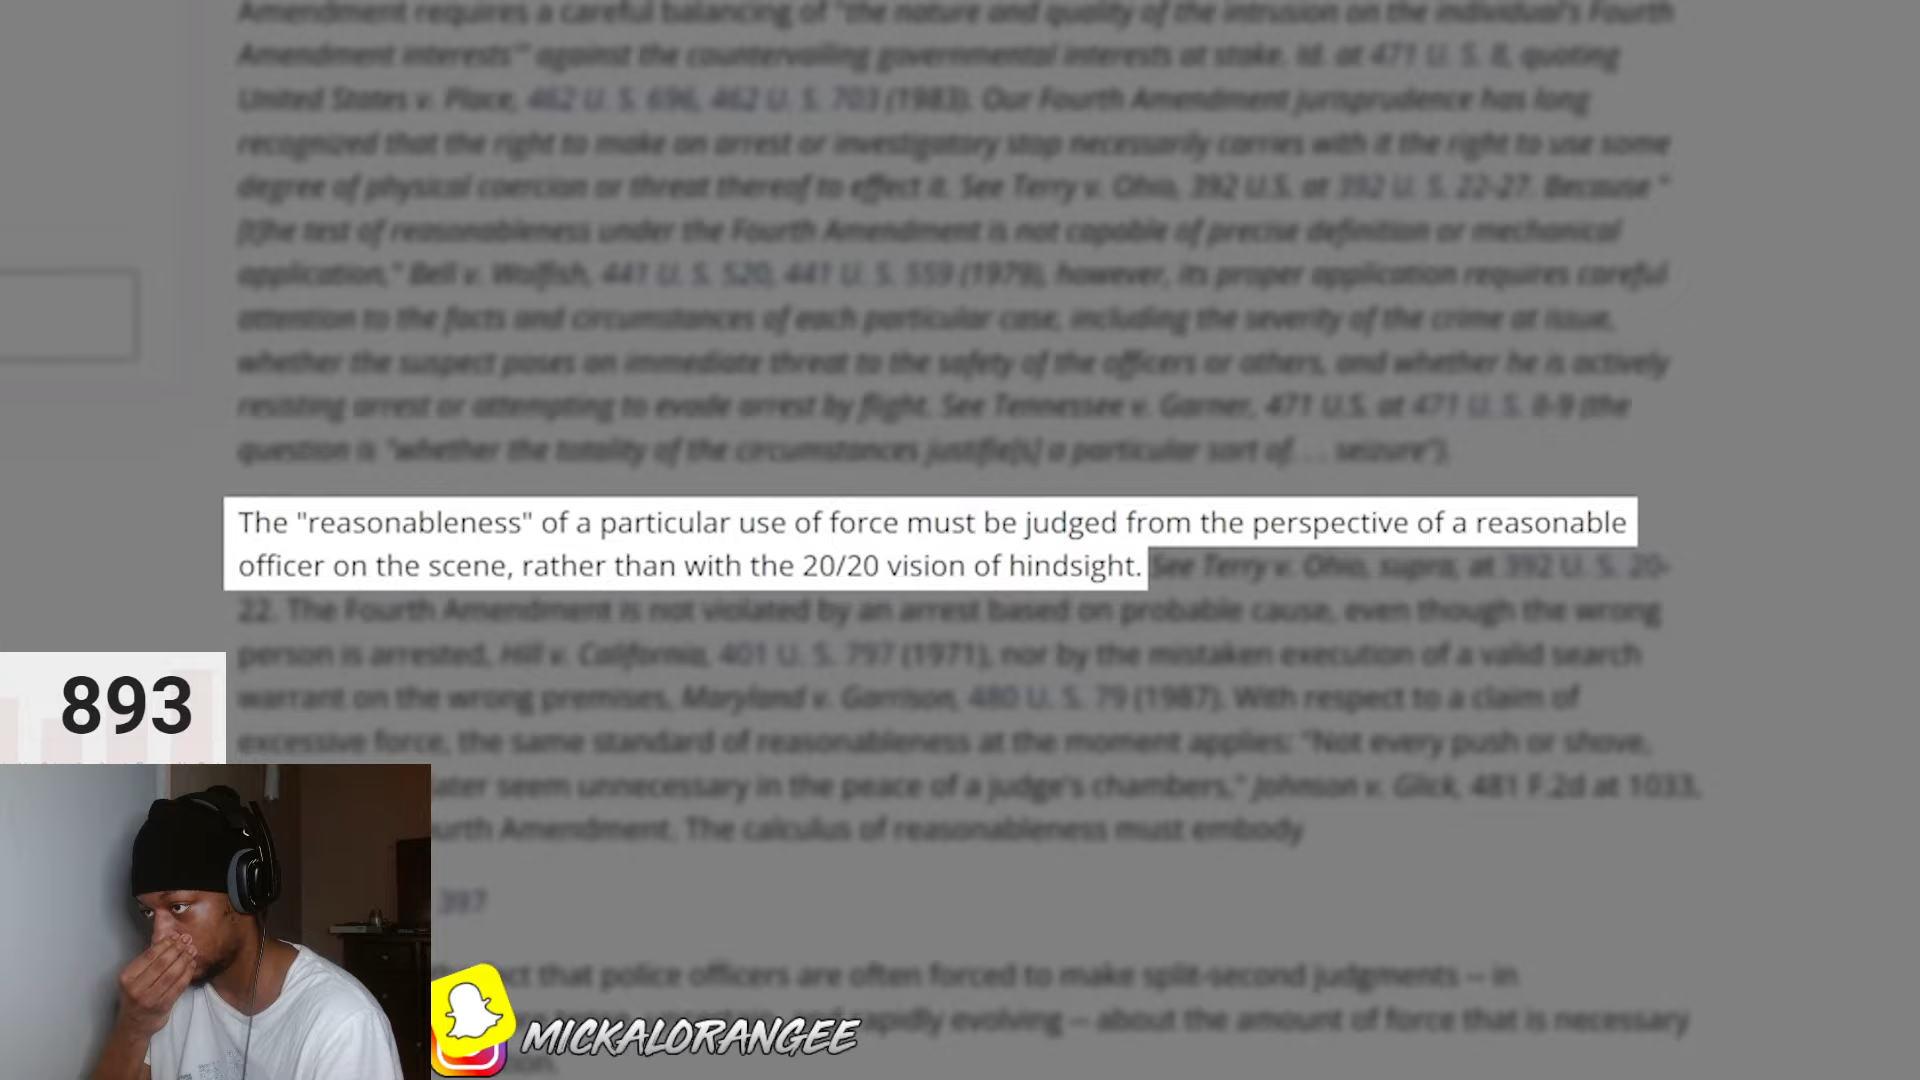 Amendment requires a careful balancing of "the nature and quality of the intrusion on the individual's Fourth
Amendment interests'" against the countervailing governmental interests at stake. Id. at 471 U. S. 8, quoting
United States v. Place, 462 U. S. 696, 462 U. S. 703 (1983). Our Fourth Amendment jurisprudence has long
recognized that the right to make an arrest or investigatory stop necessarily carries with it the right to use some
degree of physical coercion or threat thereof to effect it. See Terry v. Ohio, 392 U.S. at 392 U. S. 22-27. Because "
[t]he test of reasonableness under the Fourth Amendment is not capable of precise definition or mechanical
application," Bell v. Wolfish, 441 U. S. 520, 441 U. S. 559 (1979), however, its proper application requires careful
attention to the facts and circumstances of each particular case, including the severity of the crime at issue,
whether the suspect poses an immediate threat to the safety of the officers or others, and whether he is actively
resisting arrest or attempting to evade arrest by flight. See Tennessee v. Garner, 471 U.S. at 471 U. S. 8-9 (the
question is "whether the totality of the circumstances justifie[s] a particular sort of. . . seizure").
The "reasonableness" of a particular use of force must be judged from the perspective of a reasonable
officer on the scene, rather than with the 20/20 vision of hindsight. See Terry v. Ohio, supra, at 392 U. S. 20-
22. The Fourth Amendment is not violated by an arrest based on probable cause, even though the wrong
person is arrested, Hill v. California, 401 U. S. 797 (1971), nor by the mistaken execution of a valid search
warrant on the wrong premises, Maryland v. Garrison, 480 U. S. 79 (1987). With respect to a claim of
excessive force, the same standard of reasonableness at the moment applies: "Not every push or shove,
later seem unnecessary in the peace of a judge's chambers," Johnson v. Glick, 481 F.2d at 1033,
urth Amendment. The calculus of reasonableness must embody
397
ct that police officers are often forced to make split-second judgments -- in
rapidly evolving -- about the amount of force that is necessary
on.
893
MICKALORANGEE